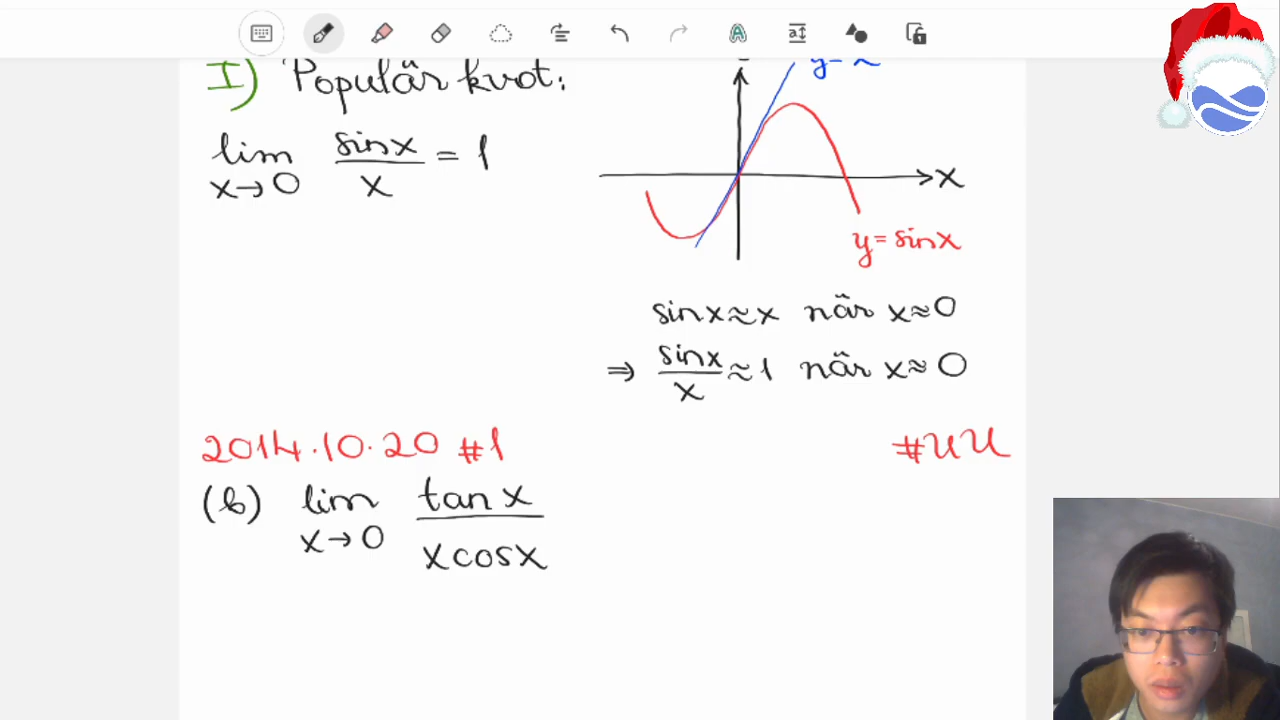 I) Populär kvot:
lim x→0 sinx/x = 1
x
y=sinx
sinx≈x när x≈0
⇒ sinx/x ≈1 när x≈0
2014.10.20 #1 #UU
(b) lim x→0 tanx/xcosx